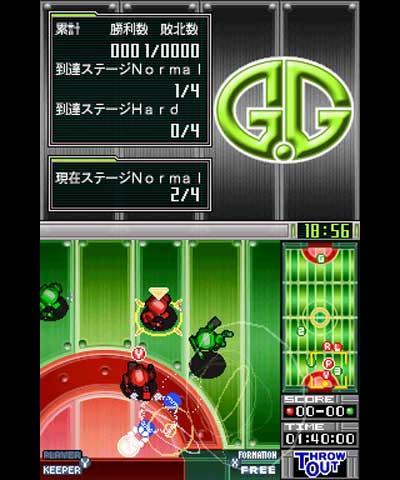 累計 勝利数 敗北数
0001/0000
到達ステージNormal
1/4
到達ステージHard
0/4
現在ステージNormal
2/4
G.G
18:56
G
2
R L
1 P 3
Y
Y
SCORE
00-00
TIME
01:40:00
PLAYER
KEEPER Y
FORMATION
X FREE
THROW OUT